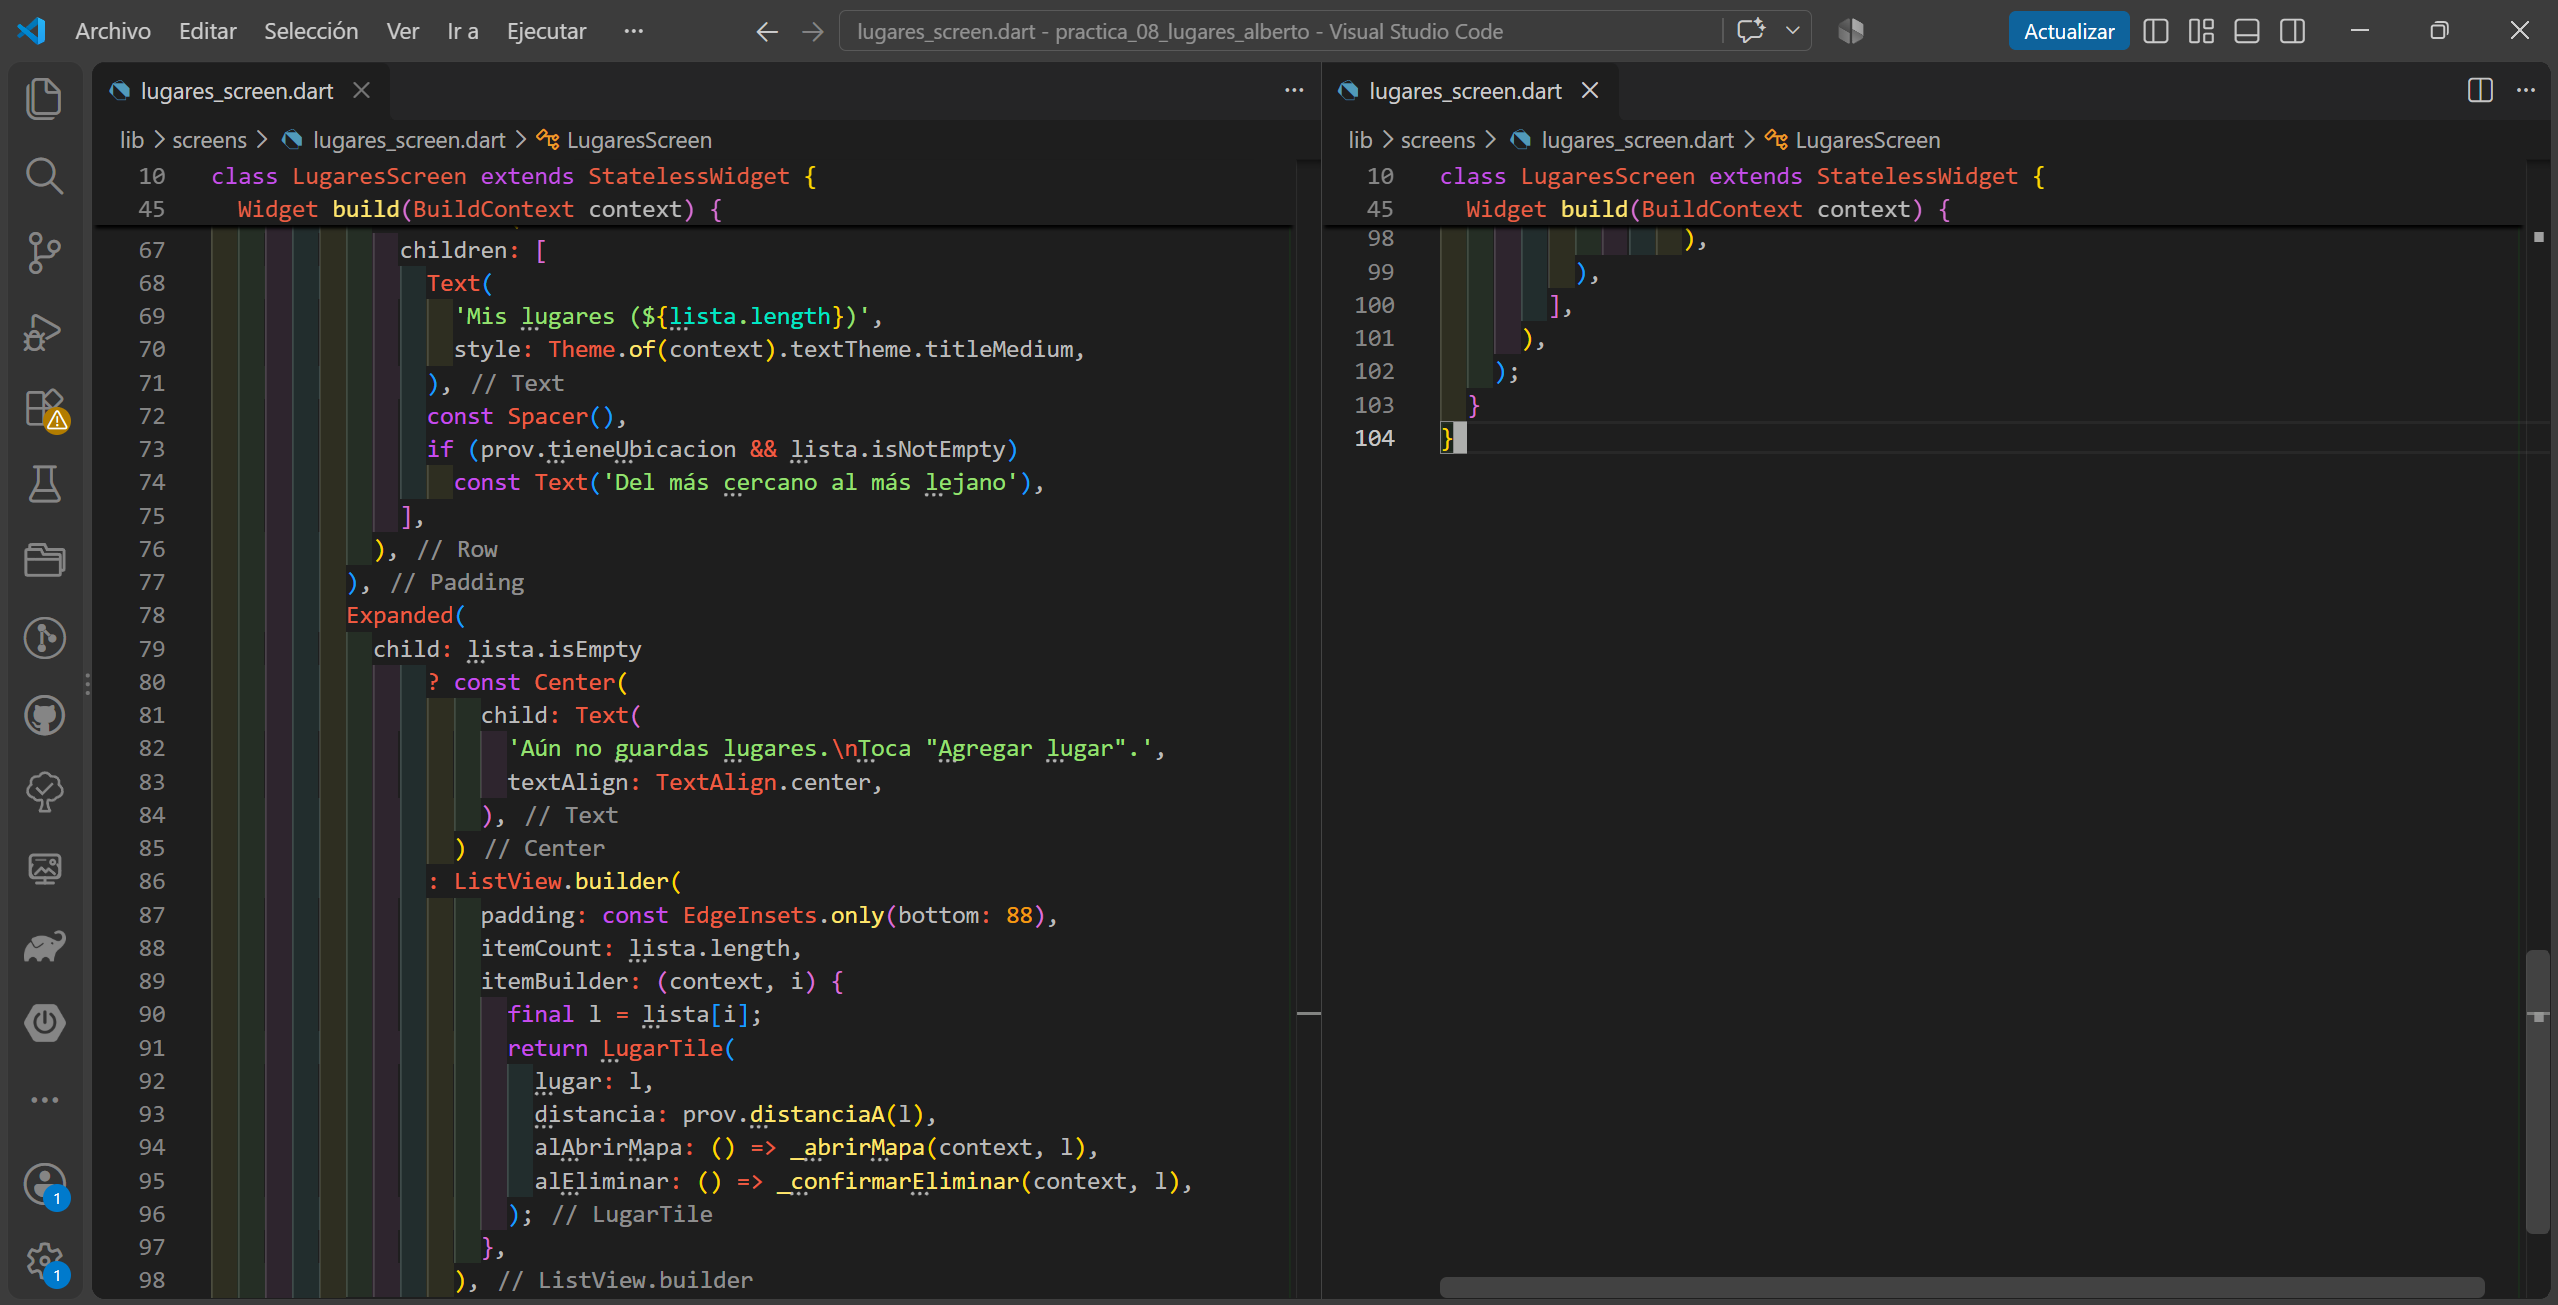 Archivo Editar Selección Ver Ir a Ejecutar ···
lugares_screen.dart - practica_08_lugares_alberto - Visual Studio Code
Actualizar
lugares_screen.dart
lib > screens > lugares_screen.dart > LugaresScreen
10 class LugaresScreen extends StatelessWidget {
45 Widget build(BuildContext context) {
67 children: [
68 Text(
69 'Mis lugares (${lista.length})',
70 style: Theme.of(context).textTheme.titleMedium,
71 ), // Text
72 const Spacer(),
73 if (prov.tieneUbicacion && lista.isNotEmpty)
74 const Text('Del más cercano al más lejano'),
75 ],
76 ), // Row
77 ), // Padding
78 Expanded(
79 child: lista.isEmpty
80 ? const Center(
81 child: Text(
82 'Aún no guardas lugares.\nToca "Agregar lugar".',
83 textAlign: TextAlign.center,
84 ), // Text
85 ) // Center
86 : ListView.builder(
87 padding: const EdgeInsets.only(bottom: 88),
88 itemCount: lista.length,
89 itemBuilder: (context, i) {
90 final l = lista[i];
91 return LugarTile(
92 lugar: l,
93 distancia: prov.distanciaA(l),
94 alAbrirMapa: () => _abrirMapa(context, l),
95 alEliminar: () => _confirmarEliminar(context, l),
96 ); // LugarTile
97 },
98 ), // ListView.builder
lugares_screen.dart
lib > screens > lugares_screen.dart > LugaresScreen
10 class LugaresScreen extends StatelessWidget {
45 Widget build(BuildContext context) {
98 ),
99 ),
100 ],
101 ),
102 );
103 }
104 }
1
1